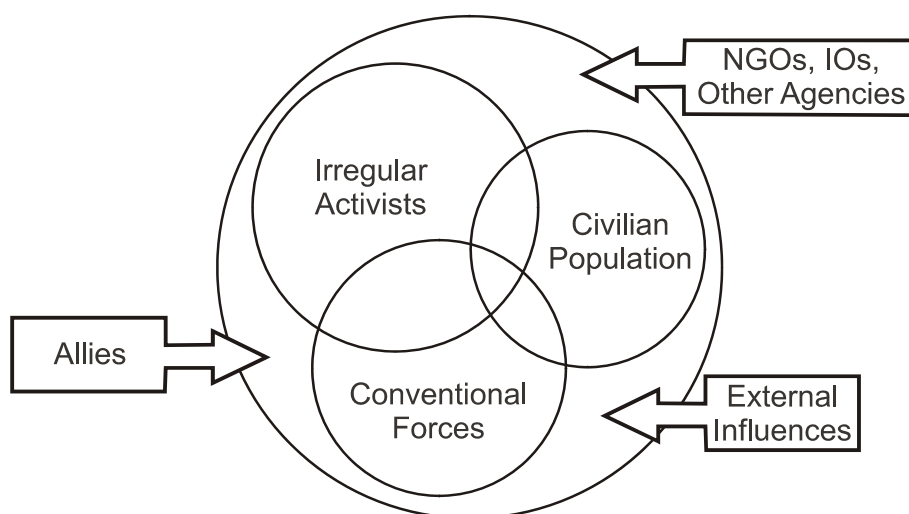 NGOs, IOs,
Other Agencies
Irregular
Activists
Civilian
Population
Allies
Conventional
Forces
External
Influences